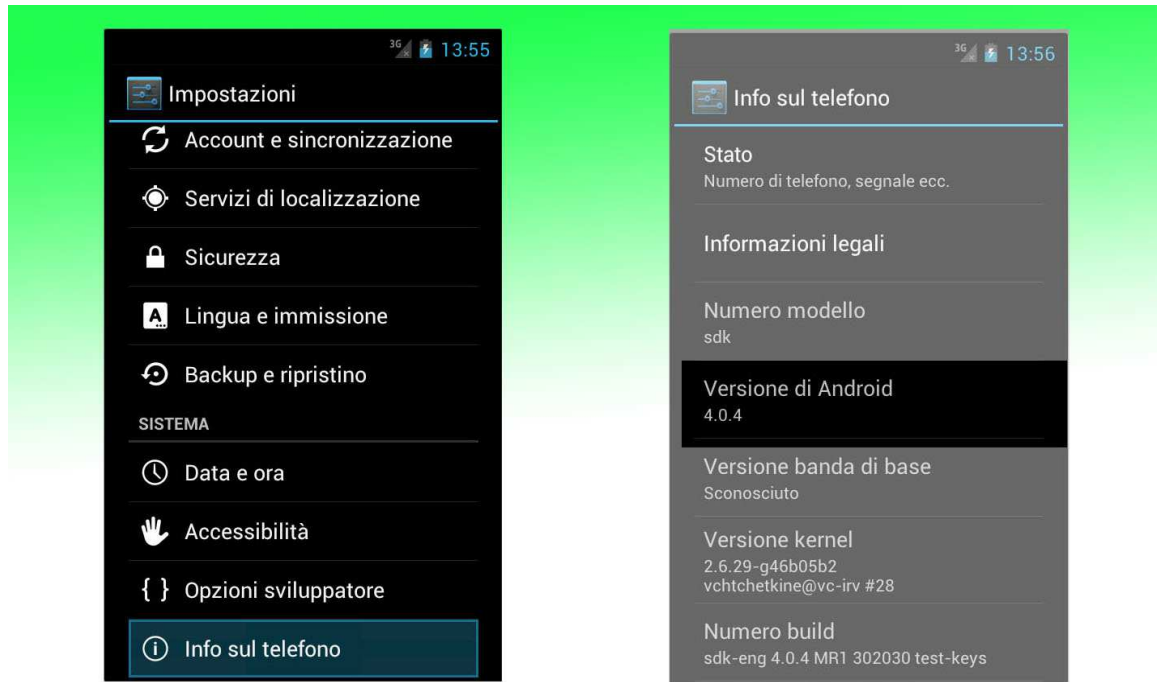 3G 13:55
Impostazioni
Account e sincronizzazione
Servizi di localizzazione
Sicurezza
Lingua e immissione
Backup e ripristino
SISTEMA
Data e ora
Accessibilità
{ } Opzioni sviluppatore
Info sul telefono
3G 13:56
Info sul telefono
Stato
Numero di telefono, segnale ecc.
Informazioni legali
Numero modello
sdk
Versione di Android
4.0.4
Versione banda di base
Sconosciuto
Versione kernel
2.6.29-g46b05b2
vchtchetkine@vc-irv #28
Numero build
sdk-eng 4.0.4 MR1 302030 test-keys